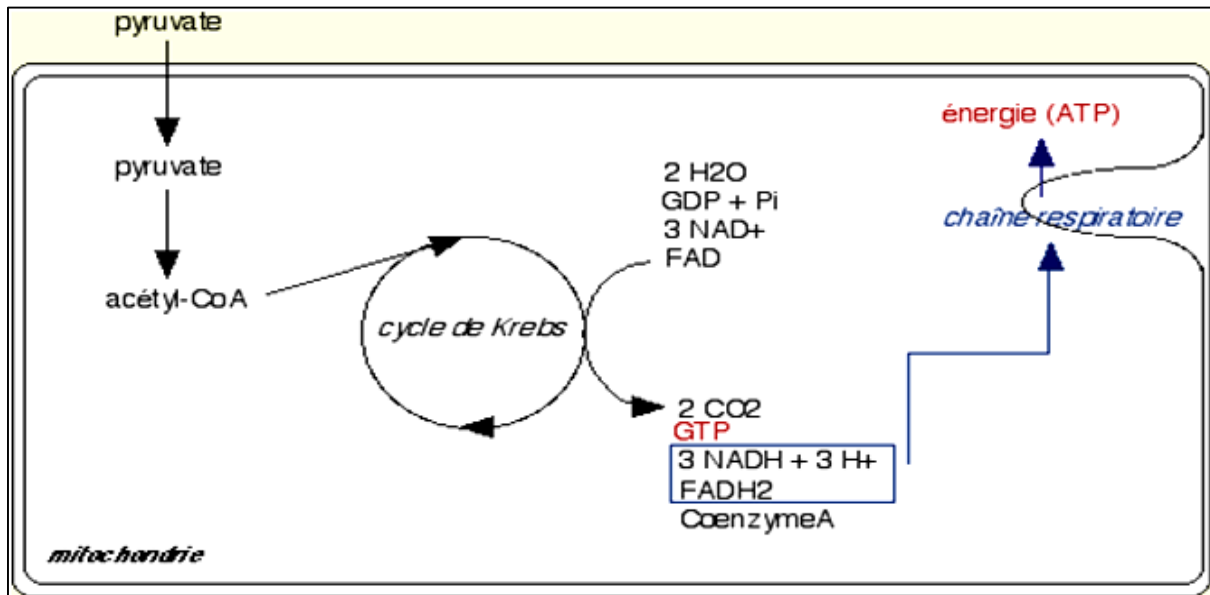 pyruvate
pyruvate
acétyl-CoA
cycle de Krebs
2 H2O
GDP + Pi
3 NAD+
FAD
2 CO2
GTP
3 NADH + 3 H+
FADH2
CoenzymeA
énergie (ATP)
chaîne respiratoire
mitochondrie